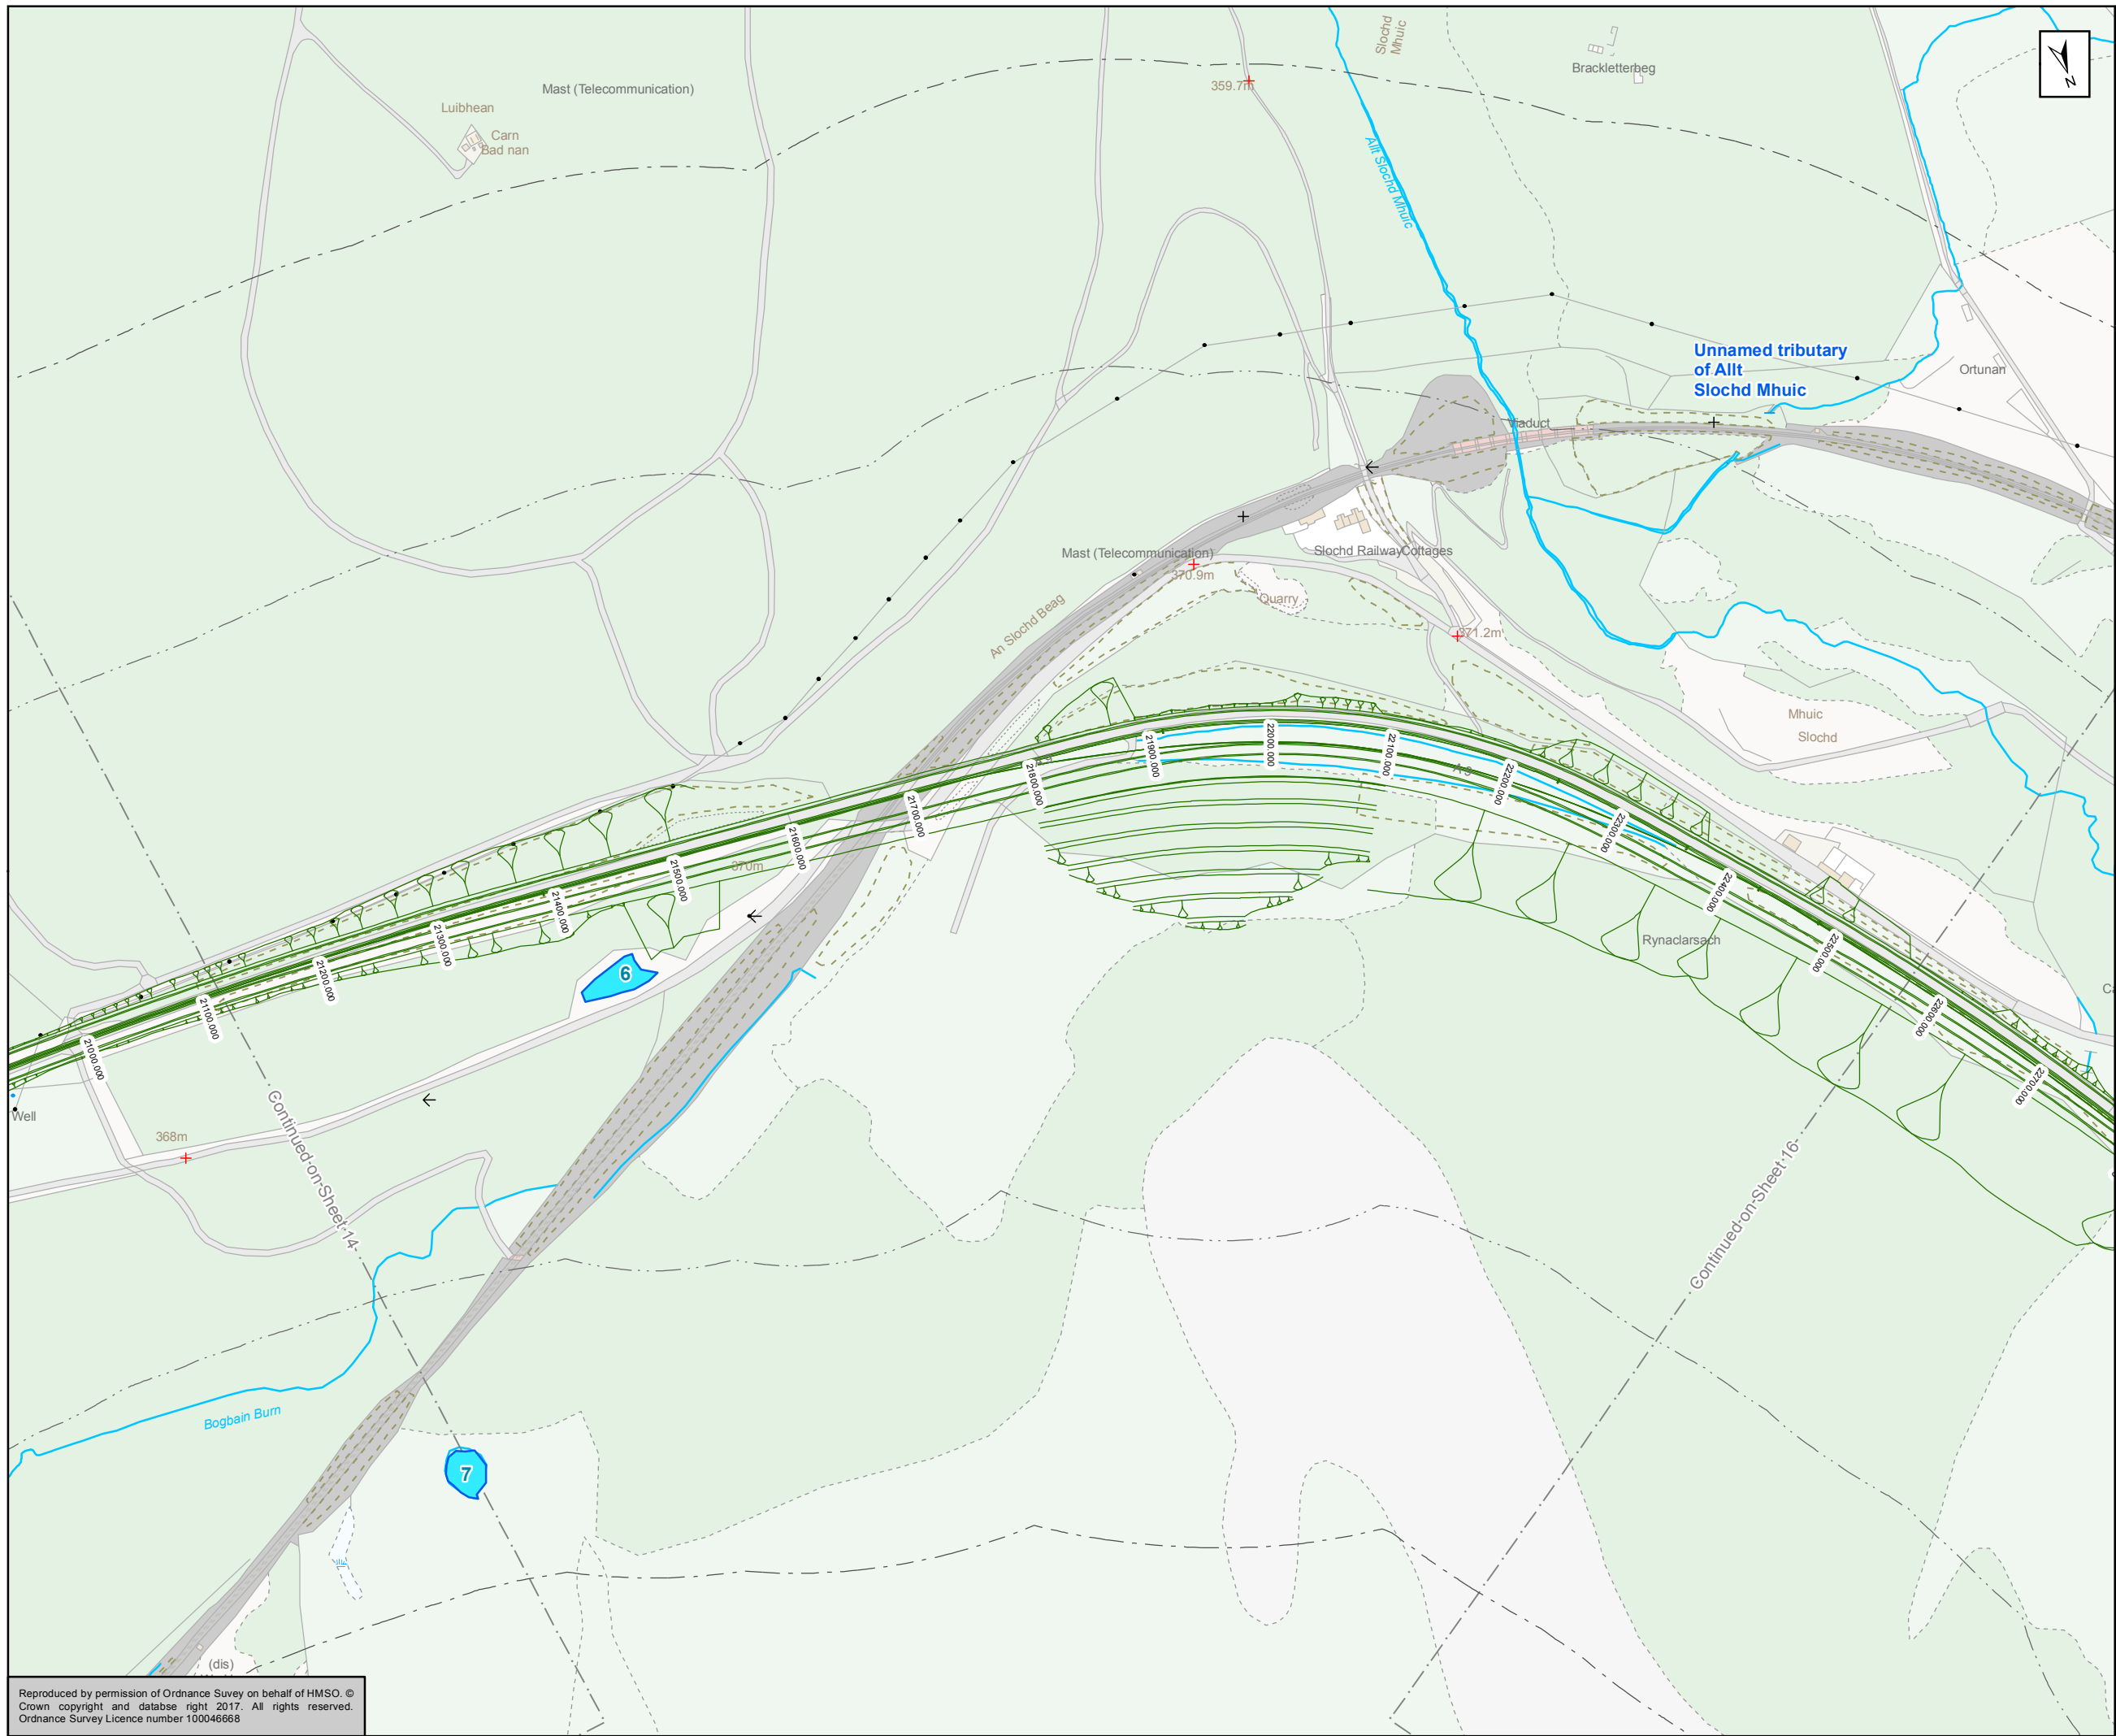 Slochd
Mhuic
Brackletterbeg
N
Mast (Telecommunication)
359.7m
Luibhean
Carn
Bad nan
Allt Slochd Mhuic
Unnamed tributary
of Allt
Slochd Mhuic
Ortunan
Viaduct
Mast (Telecommunication)
Slochd Railway Cottages
370.9m
Quarry
An Slochd Beag
371.2m
Mhuic
Slochd
A 9
21000.000
21100.000
21200.000
21300.000
21400.000
21500.000
21600.000
21700.000
21800.000
21900.000
22000.000
22100.000
22200.000
22300.000
22400.000
22500.000
22600.000
22700.000
370m
Rynaclarsach
6
Well
368m
Continued-on-Sheet-14
Continued-on-Sheet-16
Bogbain Burn
7
(dis)
Reproduced by permission of Ordnance Suvey on behalf of HMSO. ©
Crown copyright and databse right 2017. All rights reserved.
Ordnance Survey Licence number 100046668